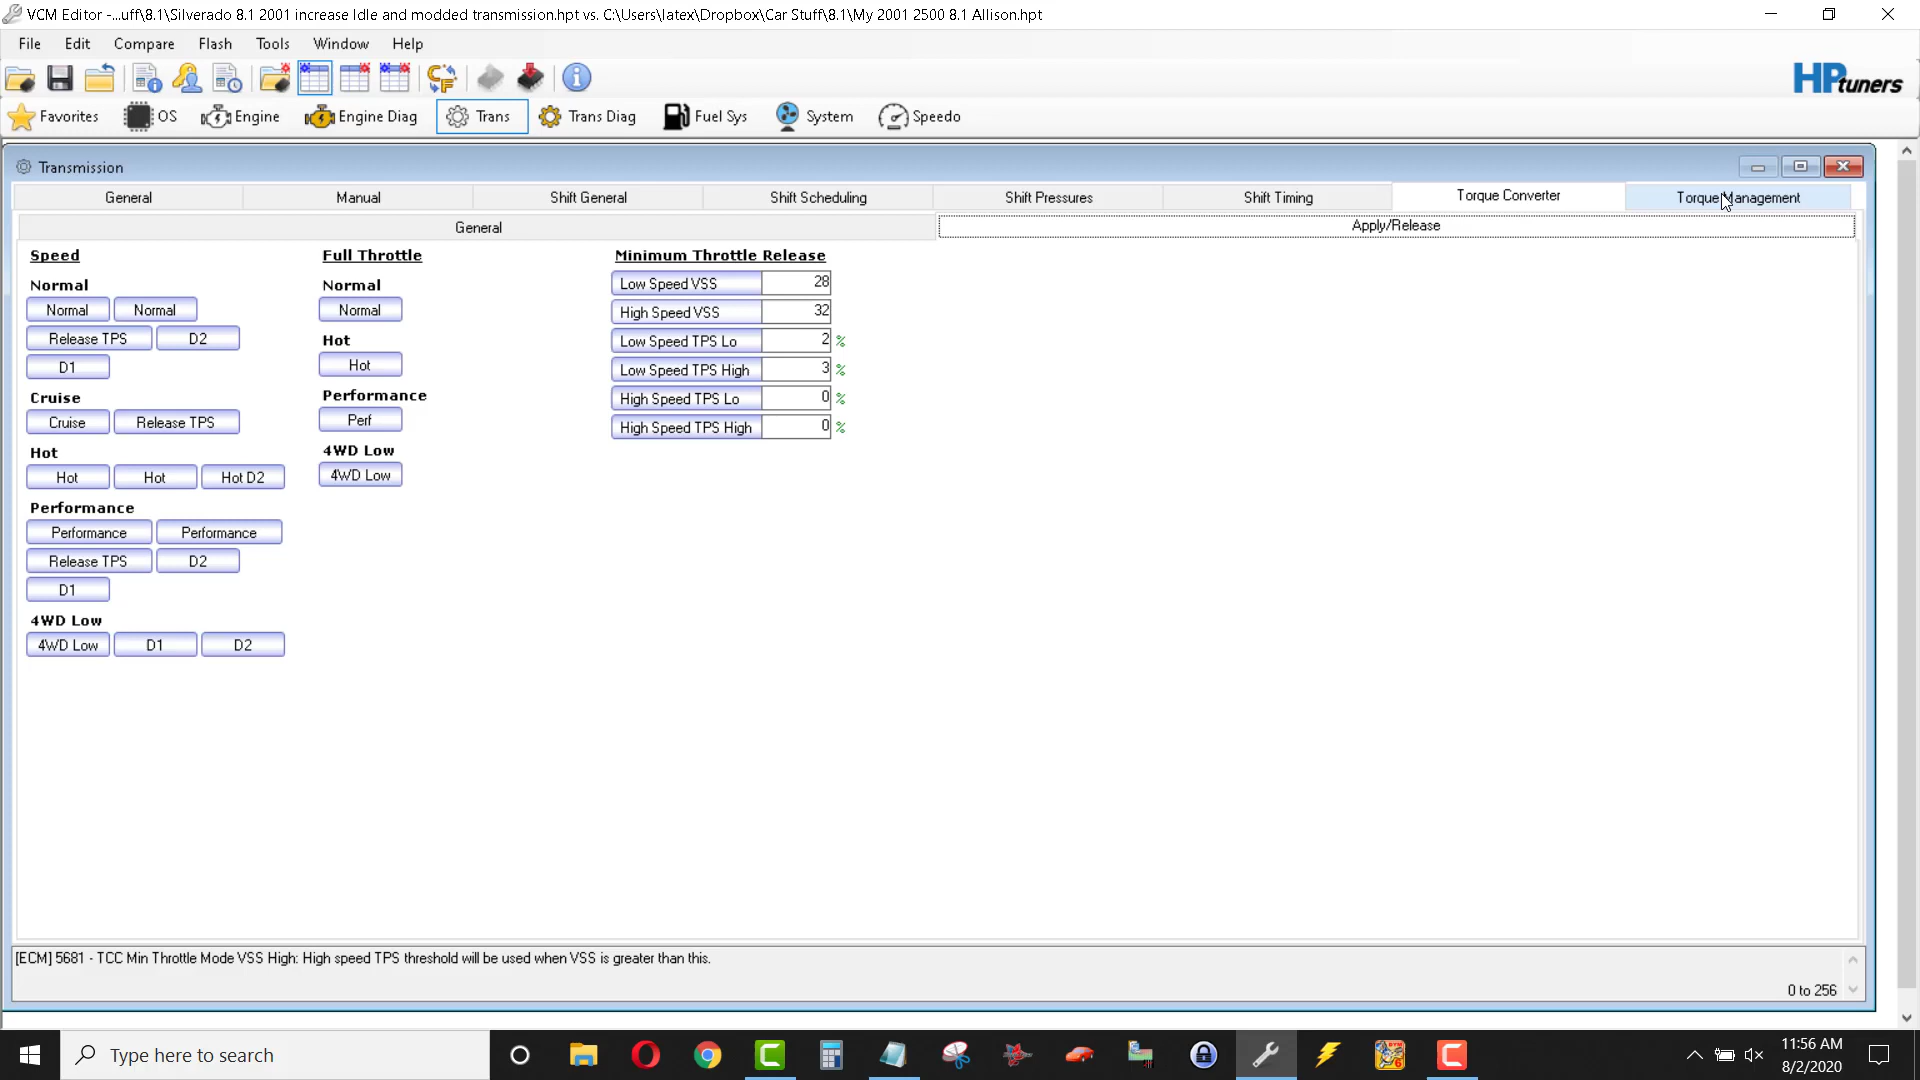 VCM Editor -...uff\8.1\Silverado 8.1 2001 increase Idle and modded transmission.hpt vs. C:\Users\latex\Dropbox\Car Stuff\8.1\My 2001 2500 8.1 Allison.hpt
File Edit Compare Flash Tools Window Help
HPtuners
Favorites OS Engine Engine Diag Trans Trans Diag Fuel Sys System Speedo
Transmission
General Manual Shift General Shift Scheduling Shift Pressures Shift Timing Torque Converter Torque Management
General Apply/Release
Speed
Normal
Normal Normal
Release TPS D2
D1
Cruise
Cruise Release TPS
Hot
Hot Hot Hot D2
Performance
Performance Performance
Release TPS D2
D1
4WD Low
4WD Low D1 D2
Full Throttle
Normal
Normal
Hot
Hot
Performance
Perf
4WD Low
4WD Low
Minimum Throttle Release
Low Speed VSS 28
High Speed VSS 32
Low Speed TPS Lo 2 %
Low Speed TPS High 3 %
High Speed TPS Lo 0 %
High Speed TPS High 0 %
[ECM] 5681 - TCC Min Throttle Mode VSS High: High speed TPS threshold will be used when VSS is greater than this.
0 to 256
Type here to search
11:56 AM
8/2/2020